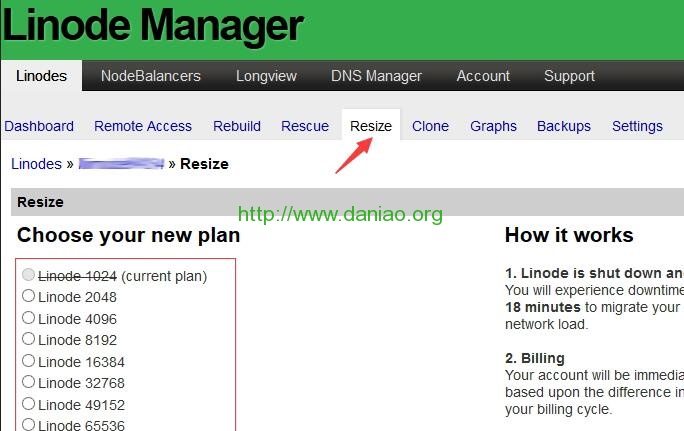 Linode Manager
Linodes NodeBalancers Longview DNS Manager Account Support
Dashboard Remote Access Rebuild Rescue Resize Clone Graphs Backups Settings
Linodes » » Resize
Resize
http://www.daniao.org
Choose your new plan
Linode 1024 (current plan)
Linode 2048
Linode 4096
Linode 8192
Linode 16384
Linode 32768
Linode 49152
Linode 65536
How it works
1. Linode is shut down an
You will experience downtime
18 minutes to migrate your
network load.
2. Billing
Your account will be immedia
based upon the difference in
your billing cycle.